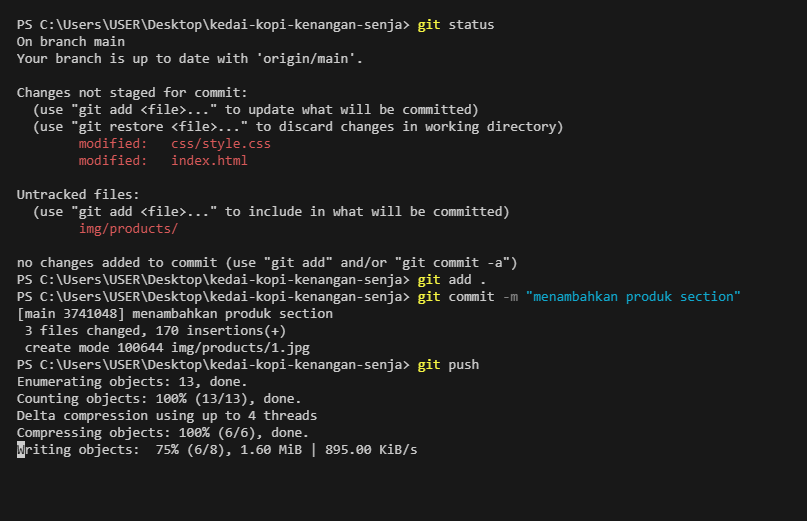 PS C:\Users\USER\Desktop\kedai-kopi-kenangan-senja> git status
On branch main
Your branch is up to date with 'origin/main'.
Changes not staged for commit:
(use "git add <file>..." to update what will be committed)
(use "git restore <file>..." to discard changes in working directory)
modified: css/style.css
modified: index.html
Untracked files:
(use "git add <file>..." to include in what will be committed)
img/products/
no changes added to commit (use "git add" and/or "git commit -a")
PS C:\Users\USER\Desktop\kedai-kopi-kenangan-senja> git add .
PS C:\Users\USER\Desktop\kedai-kopi-kenangan-senja> git commit -m "menambahkan produk section"
[main 3741048] menambahkan produk section
3 files changed, 170 insertions(+)
create mode 100644 img/products/1.jpg
PS C:\Users\USER\Desktop\kedai-kopi-kenangan-senja> git push
Enumerating objects: 13, done.
Counting objects: 100% (13/13), done.
Delta compression using up to 4 threads
Compressing objects: 100% (6/6), done.
Writing objects: 75% (6/8), 1.60 MiB | 895.00 KiB/s